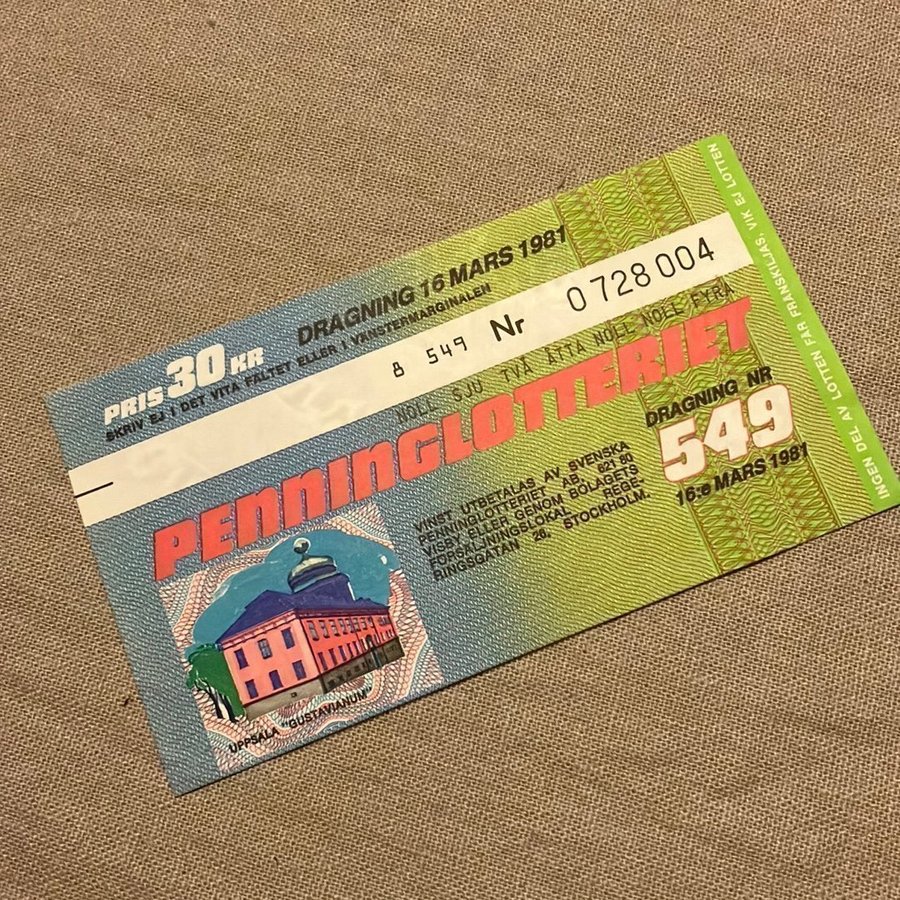 PRIS 30 KR
DRAGNING 16 MARS 1981
SKRIV EJ I DET VITA FÄLTET ELLER I VÄNSTERMARGINALEN
8 549 Nr 0728004
NOLL SJU TVÅ ÅTTA NOLL NOLL FYRA
PENNINGLOTTERIET
VINST UTBETALAS AV SVENSKA
PENNINGLOTTERIET AB, 621 80
VISBY ELLER GENOM BOLAGETS
FÖRSÄLJNINGSLOKAL, REGE-
RINGSGATAN 26, STOCKHOLM.
DRAGNING NR
549
16:e MARS 1981
UPPSALA "GUSTAVIANUM"
INGEN DEL AV LOTTEN FÅR FRÅNSKILJAS, VIK EJ LOTTEN